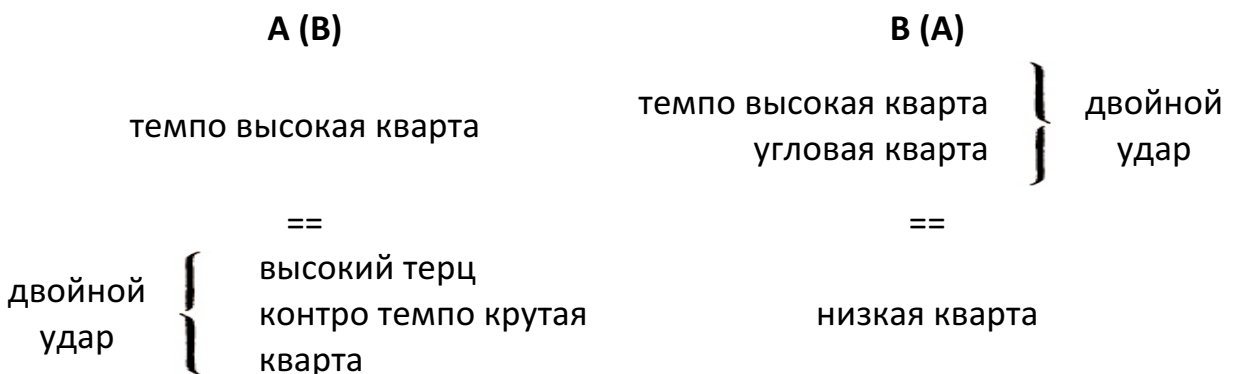 A (B) B (A)
темпо высокая кварта
темпо высокая кварта
угловая кварта
двойной
удар
== ==
двойной
удар
высокий терц
контро темпо крутая
кварта
низкая кварта